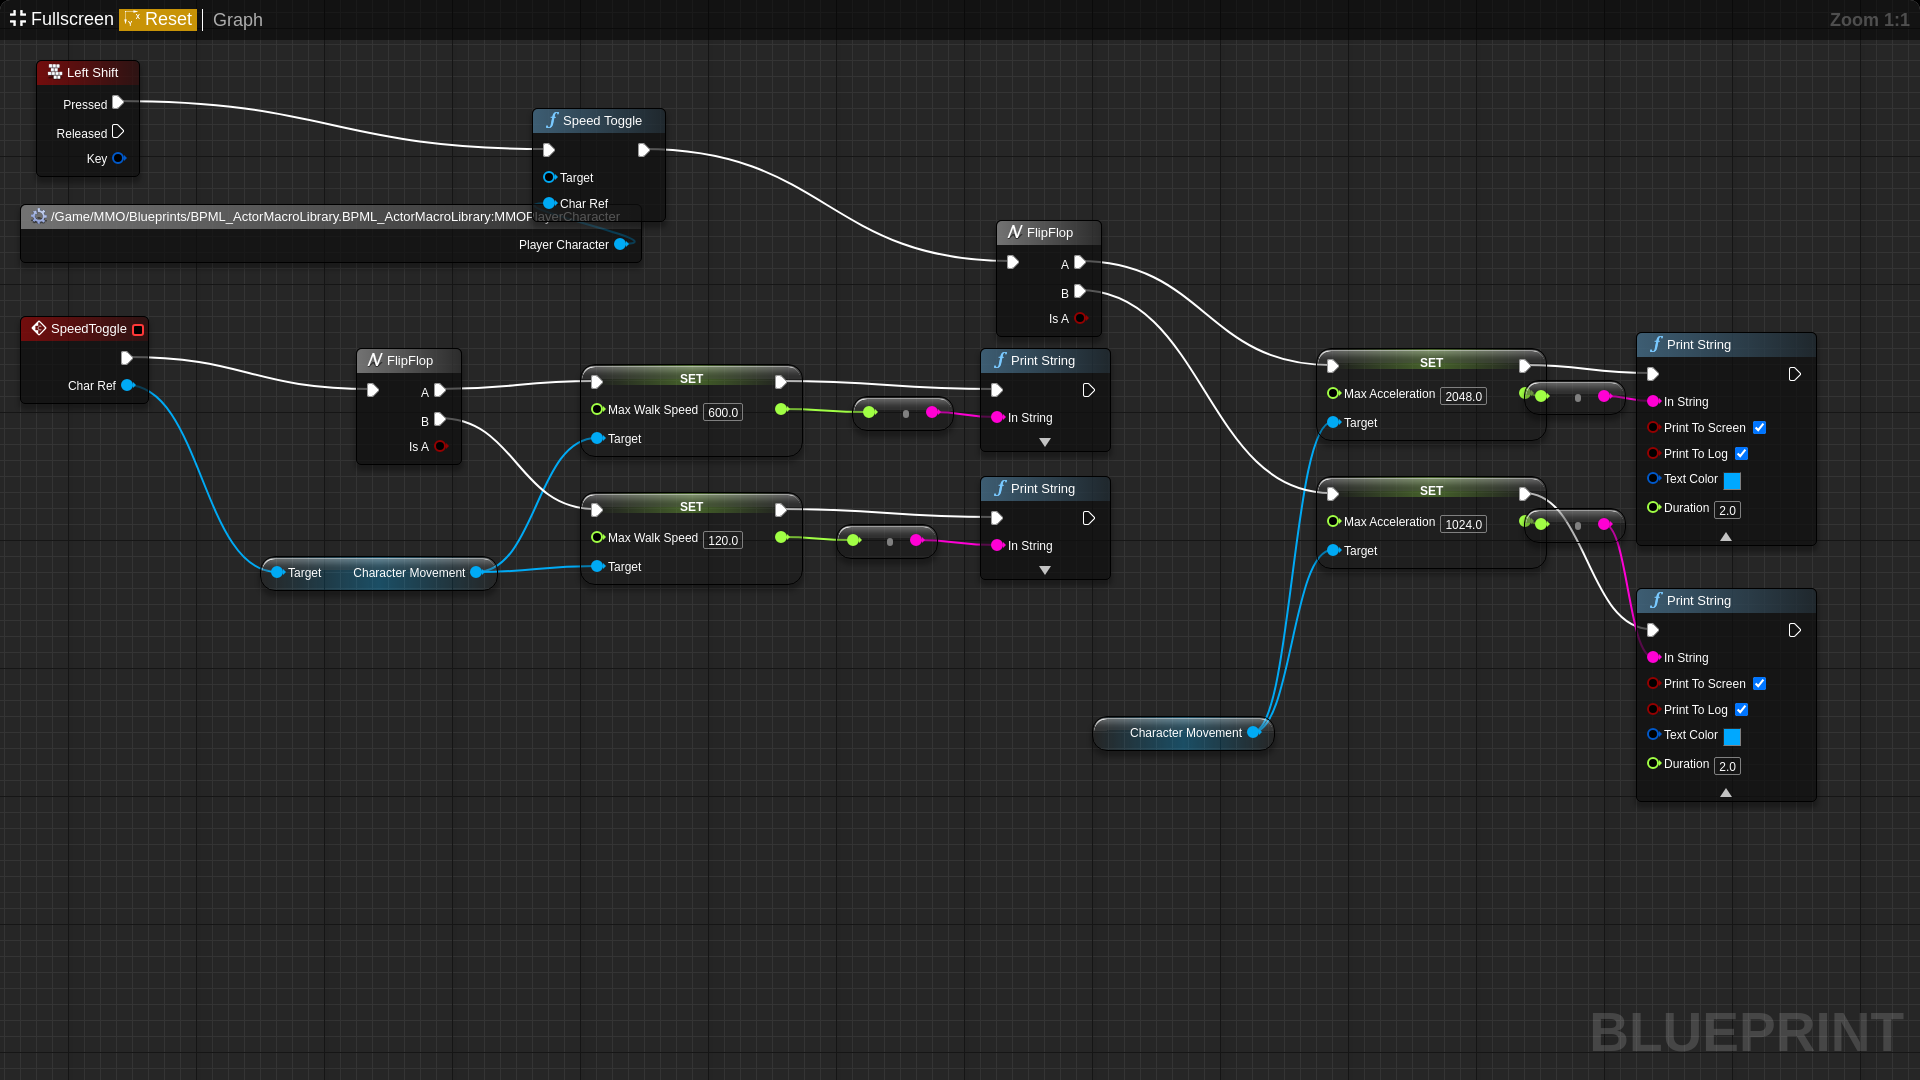 Fullscreen Reset Graph Zoom 1:1
Left Shift
Pressed
Released
Key
Speed Toggle
Target
Char Ref
/Game/MMO/Blueprints/BPML_ActorMacroLibrary.BPML_ActorMacroLibrary:MMOPlayerCharacter
Player Character
FlipFlop
A
B
Is A
SpeedToggle
Char Ref
FlipFlop
A
B
Is A
SET
Max Walk Speed 600.0
Target
Print String
In String
SET
Max Walk Speed 120.0
Target
Print String
In String
Target Character Movement
SET
Max Acceleration 2048.0
Target
Print String
In String
Print To Screen
Print To Log
Text Color
Duration 2.0
SET
Max Acceleration 1024.0
Target
Print String
In String
Print To Screen
Print To Log
Text Color
Duration 2.0
Character Movement
BLUEPRINT